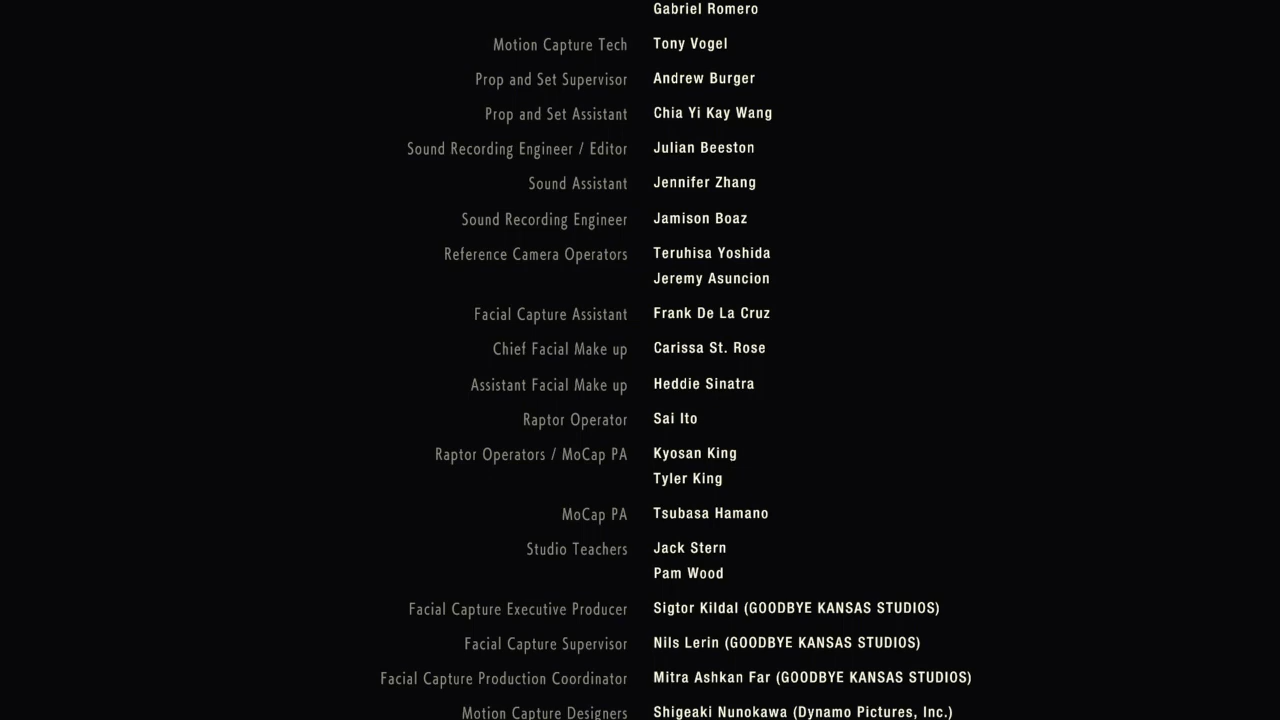 Gabriel Romero
Motion Capture Tech Tony Vogel
Prop and Set Supervisor Andrew Burger
Prop and Set Assistant Chia Yi Kay Wang
Sound Recording Engineer / Editor Julian Beeston
Sound Assistant Jennifer Zhang
Sound Recording Engineer Jamison Boaz
Reference Camera Operators Teruhisa Yoshida
Jeremy Asuncion
Facial Capture Assistant Frank De La Cruz
Chief Facial Make up Carissa St. Rose
Assistant Facial Make up Heddie Sinatra
Raptor Operator Sai Ito
Raptor Operators / MoCap PA Kyosan King
Tyler King
MoCap PA Tsubasa Hamano
Studio Teachers Jack Stern
Pam Wood
Facial Capture Executive Producer Sigtor Kildal (GOODBYE KANSAS STUDIOS)
Facial Capture Supervisor Nils Lerin (GOODBYE KANSAS STUDIOS)
Facial Capture Production Coordinator Mitra Ashkan Far (GOODBYE KANSAS STUDIOS)
Motion Capture Designers Shigeaki Nunokawa (Dynamo Pictures, Inc.)